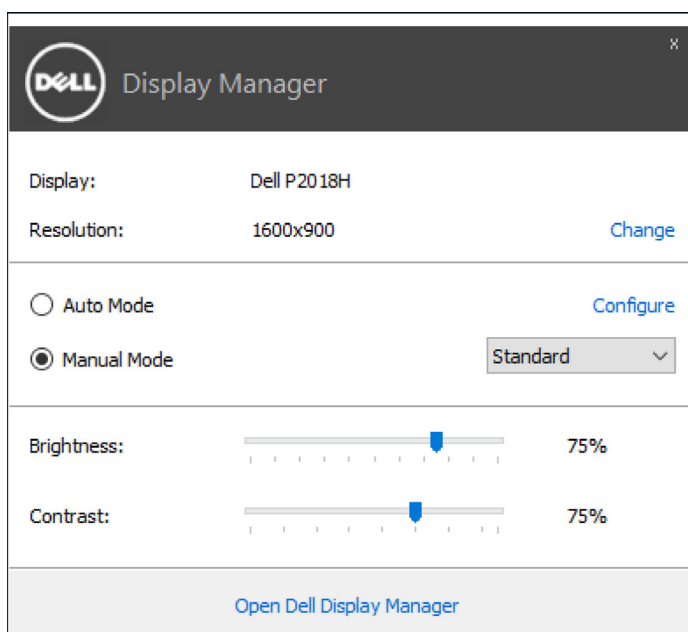 x
DELL Display Manager
Display: Dell P2018H
Resolution: 1600x900 Change
Auto Mode Configure
Manual Mode Standard
Brightness: 75%
Contrast: 75%
Open Dell Display Manager